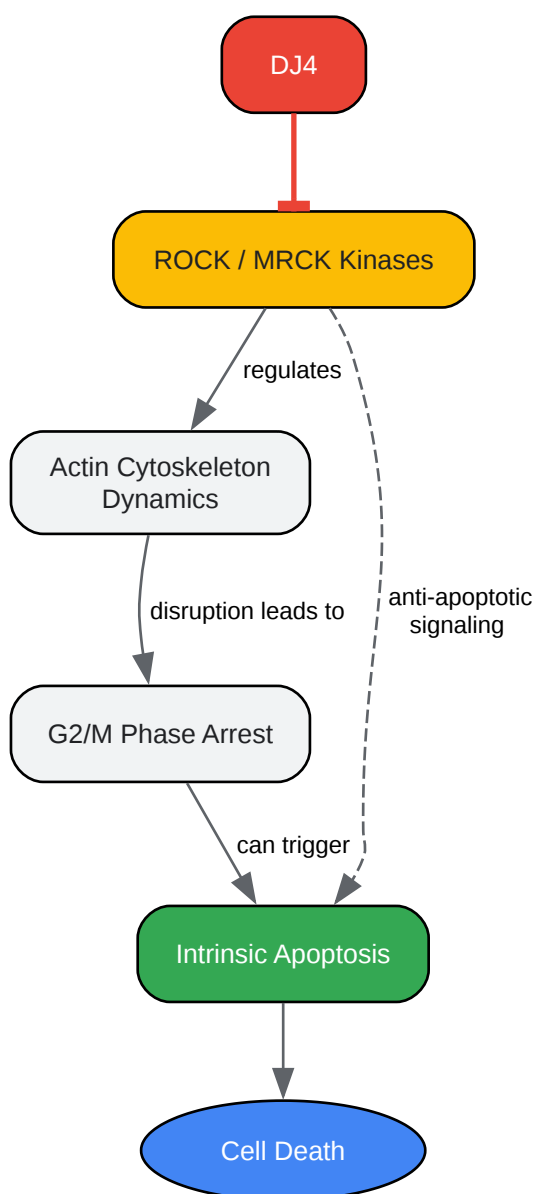 DJ4
ROCK / MRCK Kinases
regulates
Actin Cytoskeleton
Dynamics
disruption leads to
anti-apoptotic
signaling
G2/M Phase Arrest
can trigger
Intrinsic Apoptosis
Cell Death